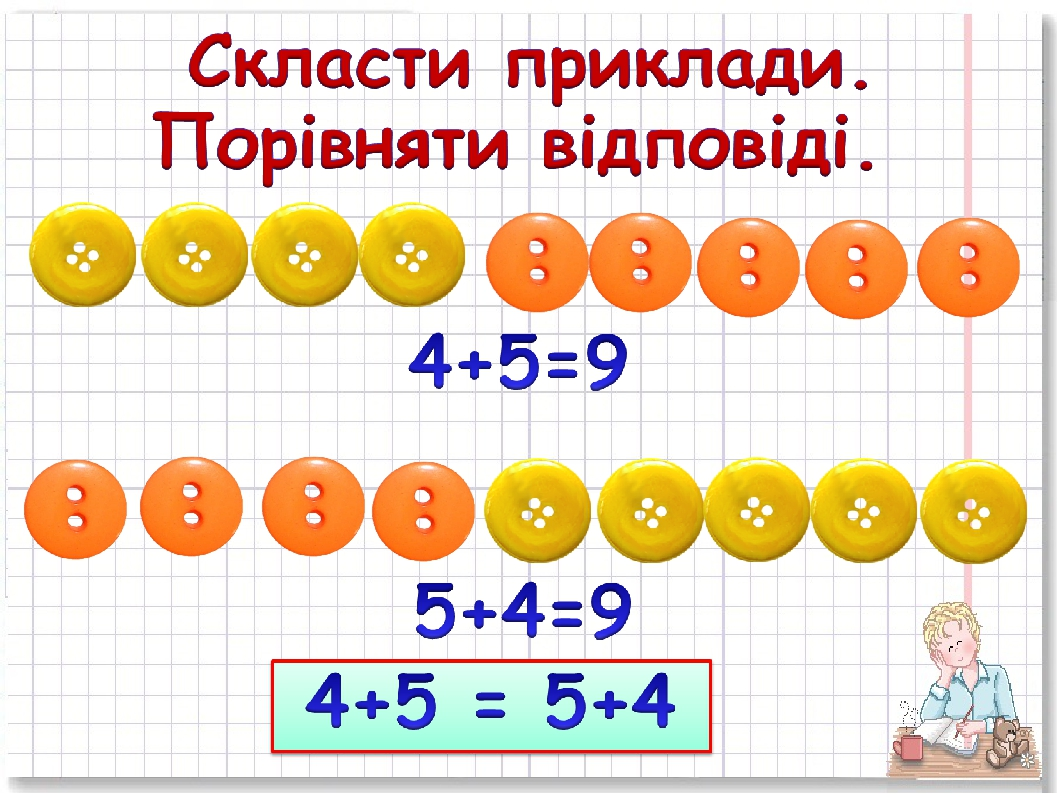 Скласти приклади.
Порівняти відповіді.
4+5=9
5+4=9
4+5 = 5+4